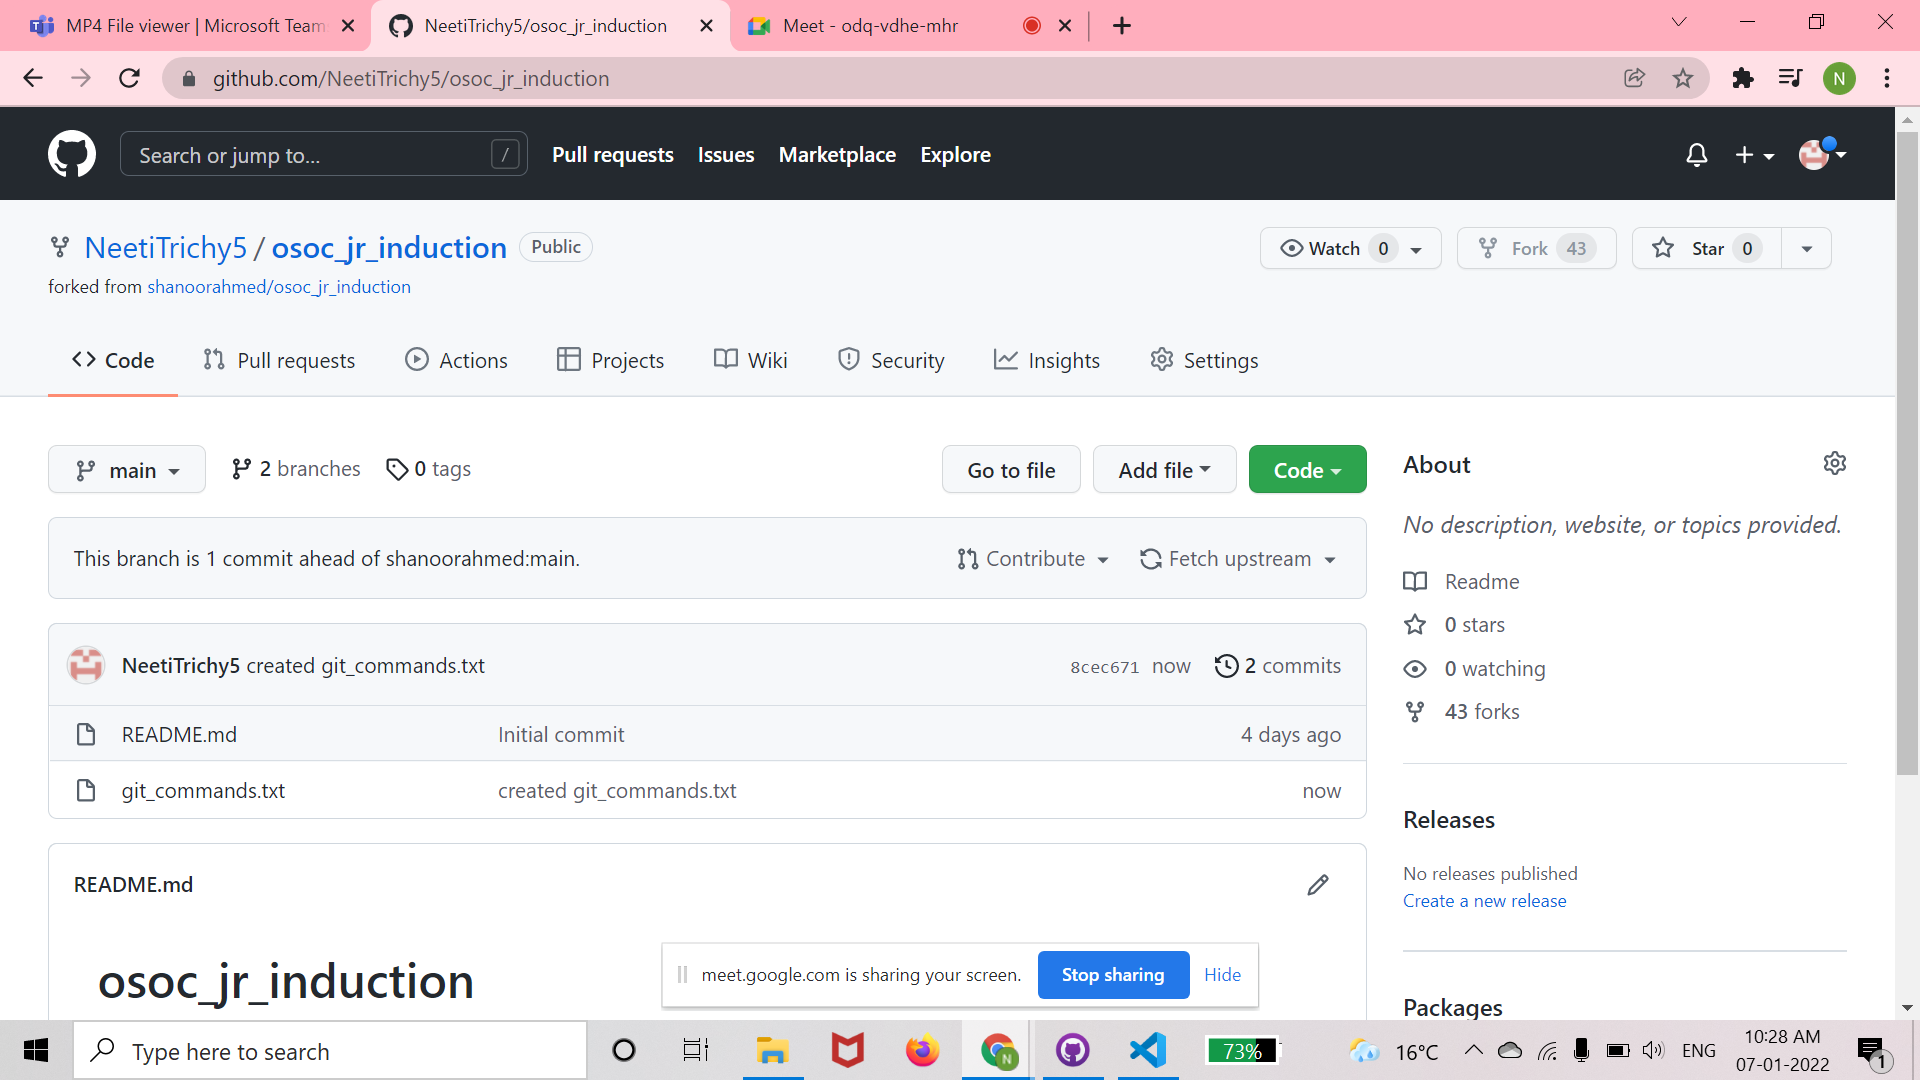 MP4 File viewer | Microsoft Team
NeetiTrichy5/osoc_jr_induction
Meet - odq-vdhe-mhr
github.com/NeetiTrichy5/osoc_jr_induction
N
Search or jump to...
/
Pull requests
Issues
Marketplace
Explore
NeetiTrichy5 / osoc_jr_induction
Public
Watch 0
Fork 43
Star 0
forked from shanoorahmed/osoc_jr_induction
Code
Pull requests
Actions
Projects
Wiki
Security
Insights
Settings
main
2 branches
0 tags
Go to file
Add file
Code
About
No description, website, or topics provided.
This branch is 1 commit ahead of shanoorahmed:main.
Contribute
Fetch upstream
Readme
0 stars
0 watching
43 forks
NeetiTrichy5 created git_commands.txt
8cec671 now
2 commits
README.md
Initial commit
4 days ago
git_commands.txt
created git_commands.txt
now
Releases
No releases published
Create a new release
README.md
osoc_jr_induction
meet.google.com is sharing your screen.
Stop sharing
Hide
Packages
Type here to search
N
73%
16°C
ENG
10:28 AM
07-01-2022
1